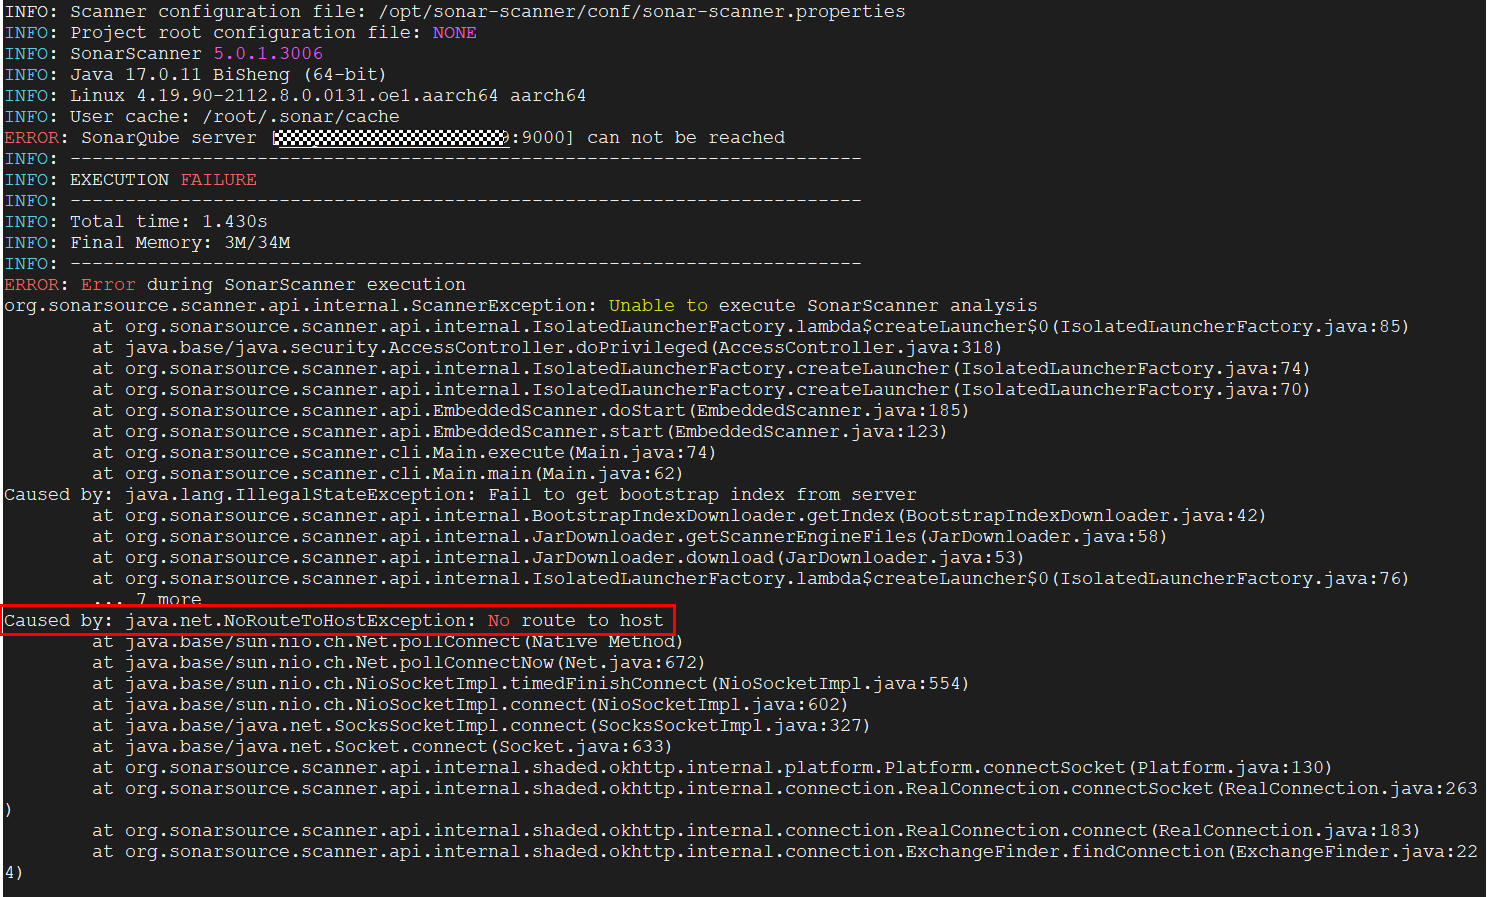 INFO: Scanner configuration file: /opt/sonar-scanner/conf/sonar-scanner.properties
INFO: Project root configuration file: NONE
INFO: SonarScanner 5.0.1.3006
INFO: Java 17.0.11 BiSheng (64-bit)
INFO: Linux 4.19.90-2112.8.0.0131.oe1.aarch64 aarch64
INFO: User cache: /root/.sonar/cache
ERROR: SonarQube server [:9000] can not be reached
INFO: ------------------------------------------------------------------------
INFO: EXECUTION FAILURE
INFO: ------------------------------------------------------------------------
INFO: Total time: 1.430s
INFO: Final Memory: 3M/34M
INFO: ------------------------------------------------------------------------
ERROR: Error during SonarScanner execution
org.sonarsource.scanner.api.internal.ScannerException: Unable to execute SonarScanner analysis
at org.sonarsource.scanner.api.internal.IsolatedLauncherFactory.lambda$createLauncher$0(IsolatedLauncherFactory.java:85)
at java.base/java.security.AccessController.doPrivileged(AccessController.java:318)
at org.sonarsource.scanner.api.internal.IsolatedLauncherFactory.createLauncher(IsolatedLauncherFactory.java:74)
at org.sonarsource.scanner.api.internal.IsolatedLauncherFactory.createLauncher(IsolatedLauncherFactory.java:70)
at org.sonarsource.scanner.api.EmbeddedScanner.doStart(EmbeddedScanner.java:185)
at org.sonarsource.scanner.api.EmbeddedScanner.start(EmbeddedScanner.java:123)
at org.sonarsource.scanner.cli.Main.execute(Main.java:74)
at org.sonarsource.scanner.cli.Main.main(Main.java:62)
Caused by: java.lang.IllegalStateException: Fail to get bootstrap index from server
at org.sonarsource.scanner.api.internal.BootstrapIndexDownloader.getIndex(BootstrapIndexDownloader.java:42)
at org.sonarsource.scanner.api.internal.JarDownloader.getScannerEngineFiles(JarDownloader.java:58)
at org.sonarsource.scanner.api.internal.JarDownloader.download(JarDownloader.java:53)
at org.sonarsource.scanner.api.internal.IsolatedLauncherFactory.lambda$createLauncher$0(IsolatedLauncherFactory.java:76)
... 7 more
Caused by: java.net.NoRouteToHostException: No route to host
at java.base/sun.nio.ch.Net.pollConnect(Native Method)
at java.base/sun.nio.ch.Net.pollConnectNow(Net.java:672)
at java.base/sun.nio.ch.NioSocketImpl.timedFinishConnect(NioSocketImpl.java:554)
at java.base/sun.nio.ch.NioSocketImpl.connect(NioSocketImpl.java:602)
at java.base/java.net.SocksSocketImpl.connect(SocksSocketImpl.java:327)
at java.base/java.net.Socket.connect(Socket.java:633)
at org.sonarsource.scanner.api.internal.shaded.okhttp.internal.platform.Platform.connectSocket(Platform.java:130)
at org.sonarsource.scanner.api.internal.shaded.okhttp.internal.connection.RealConnection.connectSocket(RealConnection.java:263
)
at org.sonarsource.scanner.api.internal.shaded.okhttp.internal.connection.RealConnection.connect(RealConnection.java:183)
at org.sonarsource.scanner.api.internal.shaded.okhttp.internal.connection.ExchangeFinder.findConnection(ExchangeFinder.java:22
4)